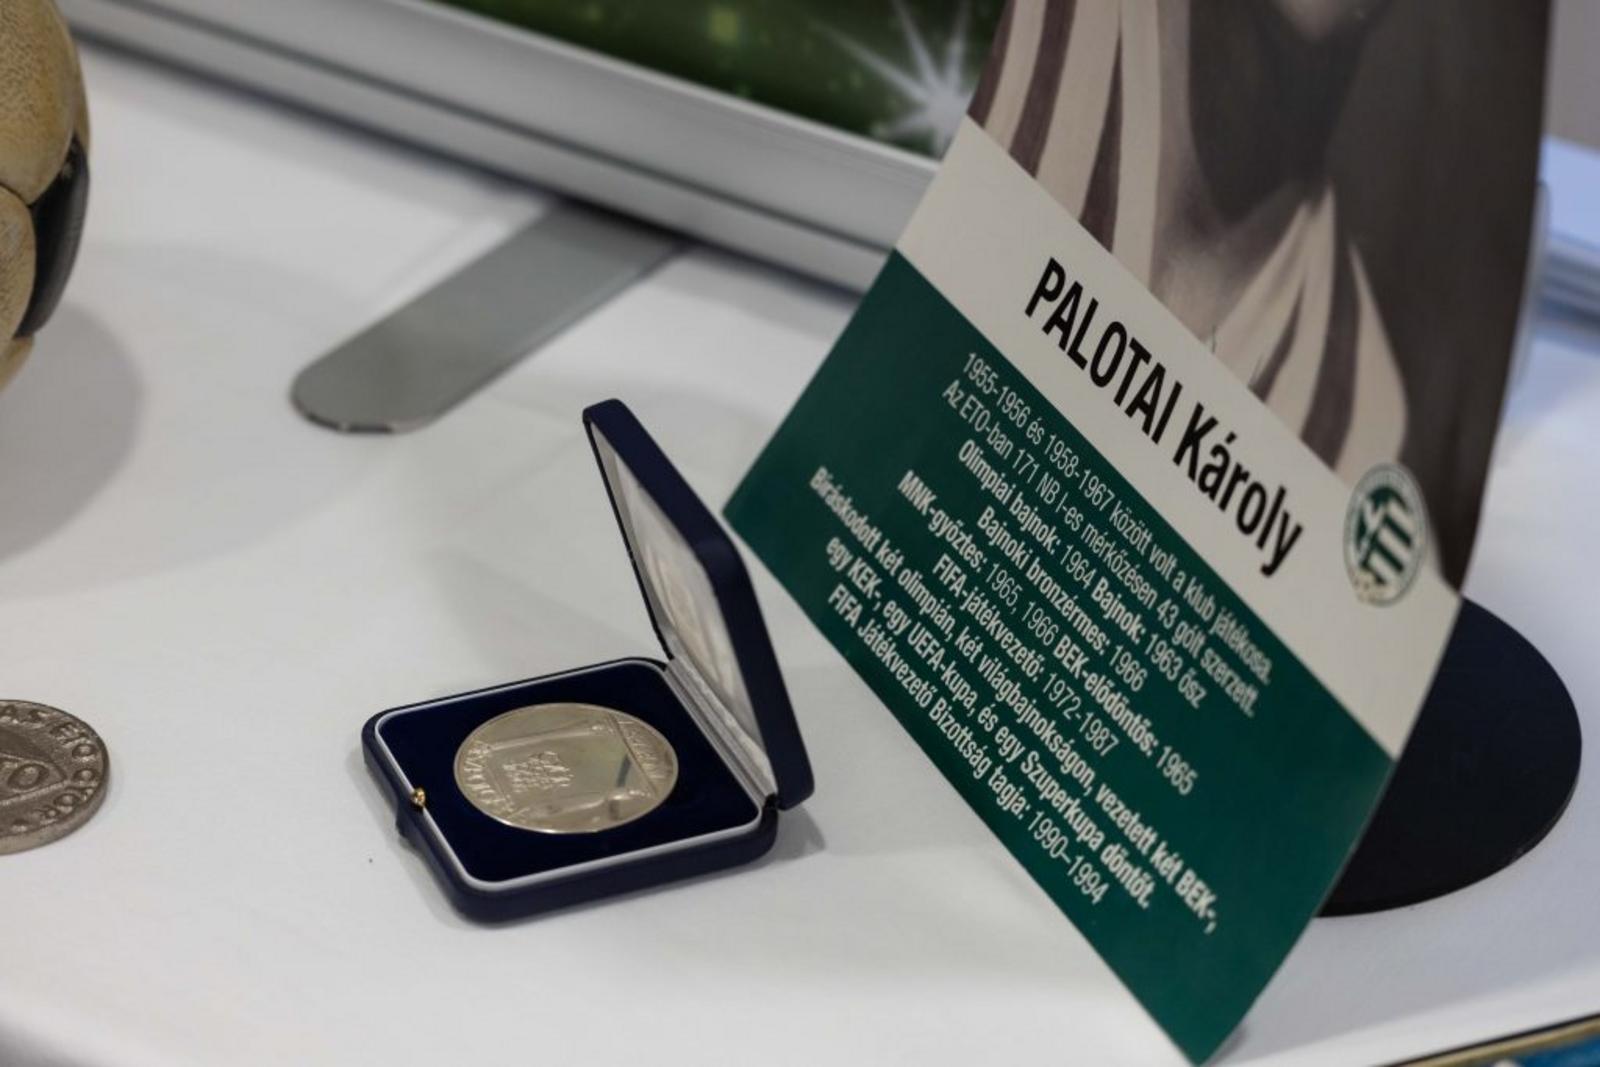 PALOTAI Károly
1955-1956 és 1958-1967 között volt a klub játékosa.
Az ETO-ban 171 NB I-es mérkőzésen 43 gólt szerzett.
Olimpiai bajnok: 1964 Bajnok: 1963 ősz
Bajnoki bronzérmes: 1966
MNK-győztes: 1965, 1966 BEK-elődöntős: 1965
FIFA-játékvezető: 1972-1987
Bíráskodott két olimpián, két világbajnokságon, vezetett két BEK-,
egy KEK-, egy UEFA-kupa, és egy Szuperkupa döntőt.
FIFA Játékvezető Bizottság tagja: 1990–1994
GYŐR
ETO GYŐR